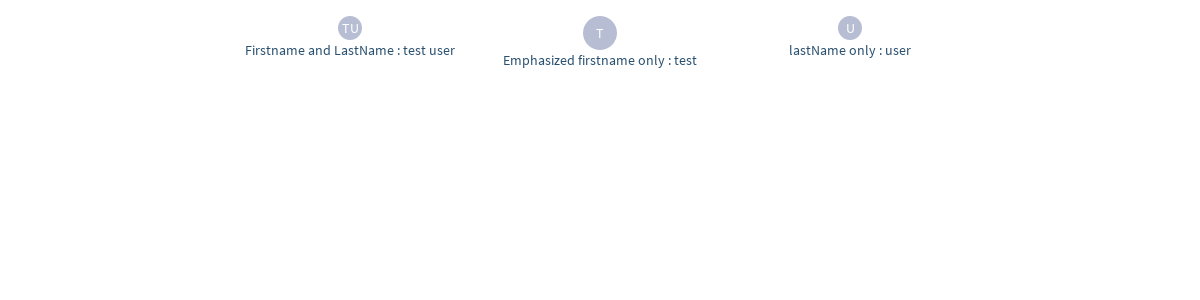 TU
Firstname and LastName : test user
T
Emphasized firstname only : test
U
lastName only : user